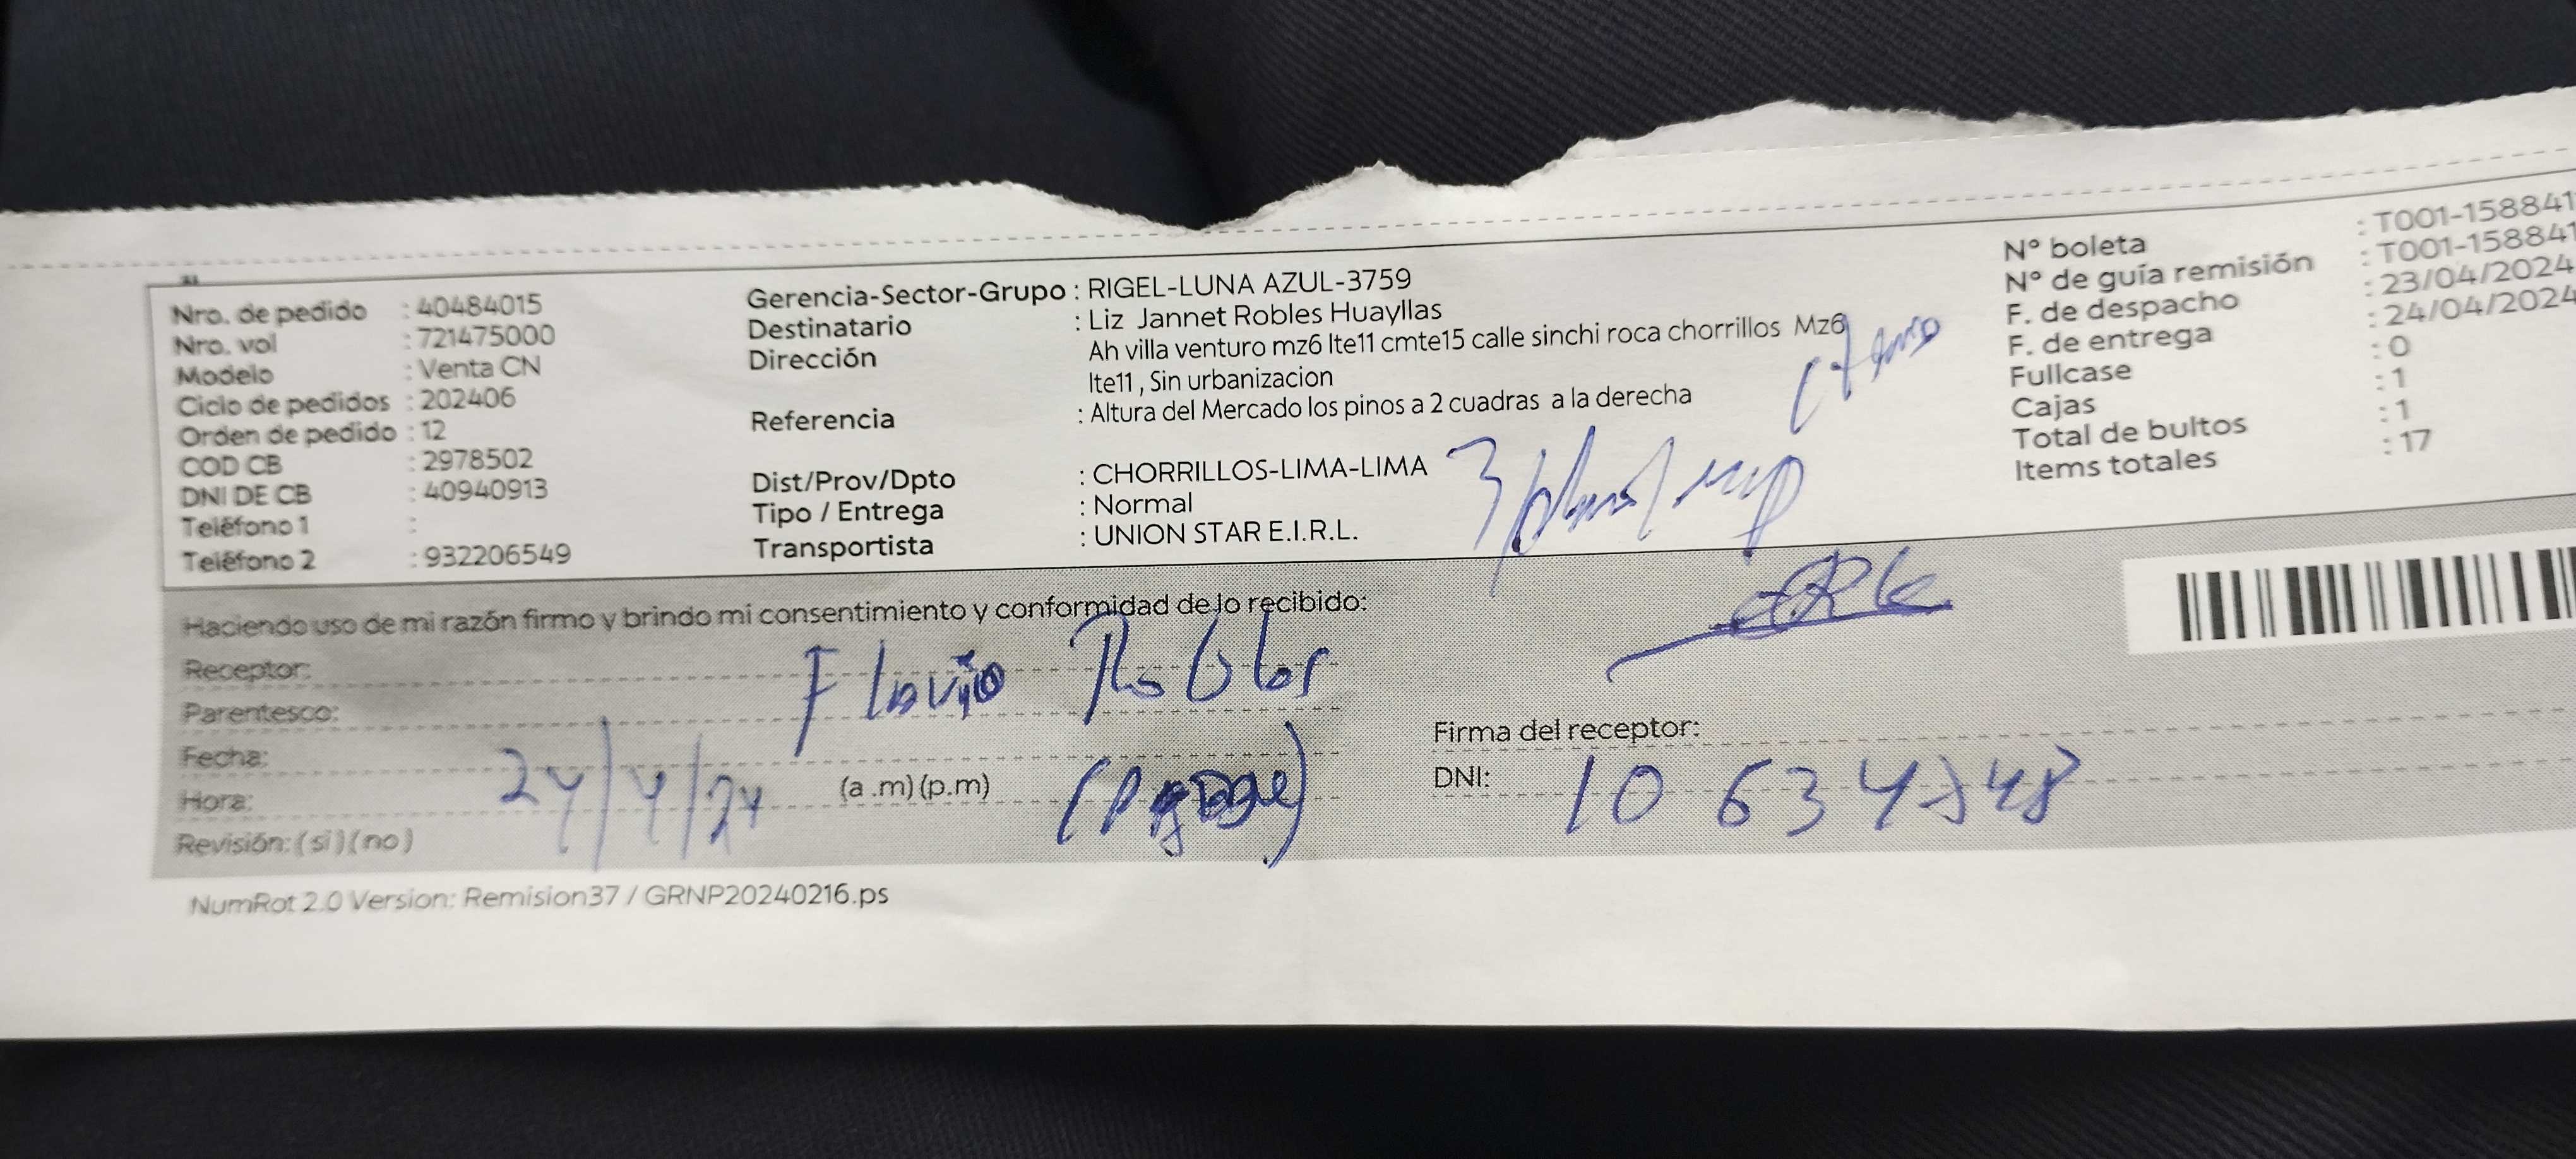 Nro. de pedido : 40484015
Nro. vol : 721475000
Modelo : Venta CN
Ciclo de pedidos : 202406
Orden de pedido : 12
COD CB : 2978502
DNI DE CB : 40940913
Teléfono 1 :
Teléfono 2 : 932206549
Gerencia-Sector-Grupo : RIGEL-LUNA AZUL-3759
Destinatario : Liz Jannet Robles Huayllas
Dirección Ah villa venturo mz6 lte11 cmte15 calle sinchi roca chorrillos Mz6
lte11 , Sin urbanizacion
Referencia : Altura del Mercado los pinos a 2 cuadras a la derecha
Dist/Prov/Dpto : CHORRILLOS-LIMA-LIMA
Tipo / Entrega : Normal
Transportista : UNION STAR E.I.R.L.
N° boleta : T001-158841
N° de guía remisión : T001-158841
F. de despacho : 23/04/2024
F. de entrega : 24/04/2024
Fullcase : 0
Cajas : 1
Total de bultos : 1
Items totales : 17
Haciendo uso de mi razón firmo y brindo mi consentimiento y conformidad de lo recibido:
Receptor: Flavio Robles
Parentesco:
Fecha: 24/4/24
Hora: (a .m) (p.m)
Revisión: ( si ) ( no )
Firma del receptor:
DNI: 10 634748
NumRot 2.0 Version: Remision37 / GRNP20240216.ps